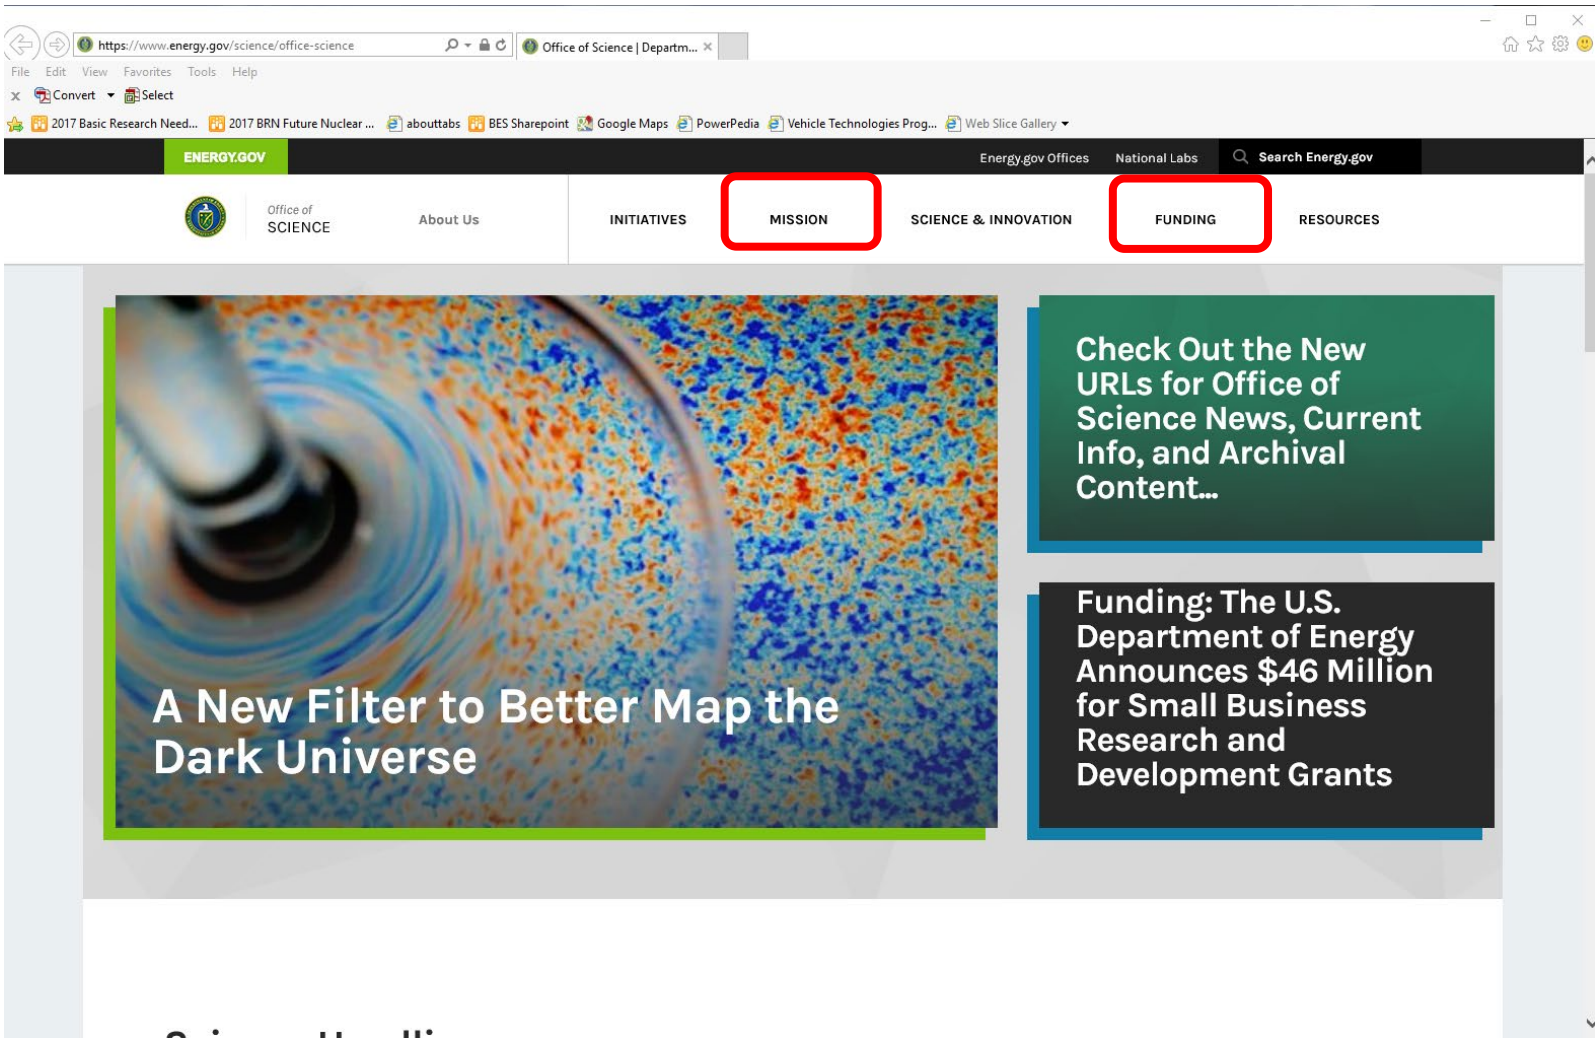 https://www.energy.gov/science/office-science
Office of Science | Departm...
File Edit View Favorites Tools Help
x Convert Select
2017 Basic Research Need... 2017 BRN Future Nuclear ... abouttabs BES Sharepoint Google Maps PowerPedia Vehicle Technologies Prog... Web Slice Gallery
ENERGY.GOV
Energy.gov Offices National Labs Search Energy.gov
Office of
SCIENCE
About Us INITIATIVES MISSION SCIENCE & INNOVATION FUNDING RESOURCES
A New Filter to Better Map the
Dark Universe
Check Out the New
URLs for Office of
Science News, Current
Info, and Archival
Content...
Funding: The U.S.
Department of Energy
Announces $46 Million
for Small Business
Research and
Development Grants